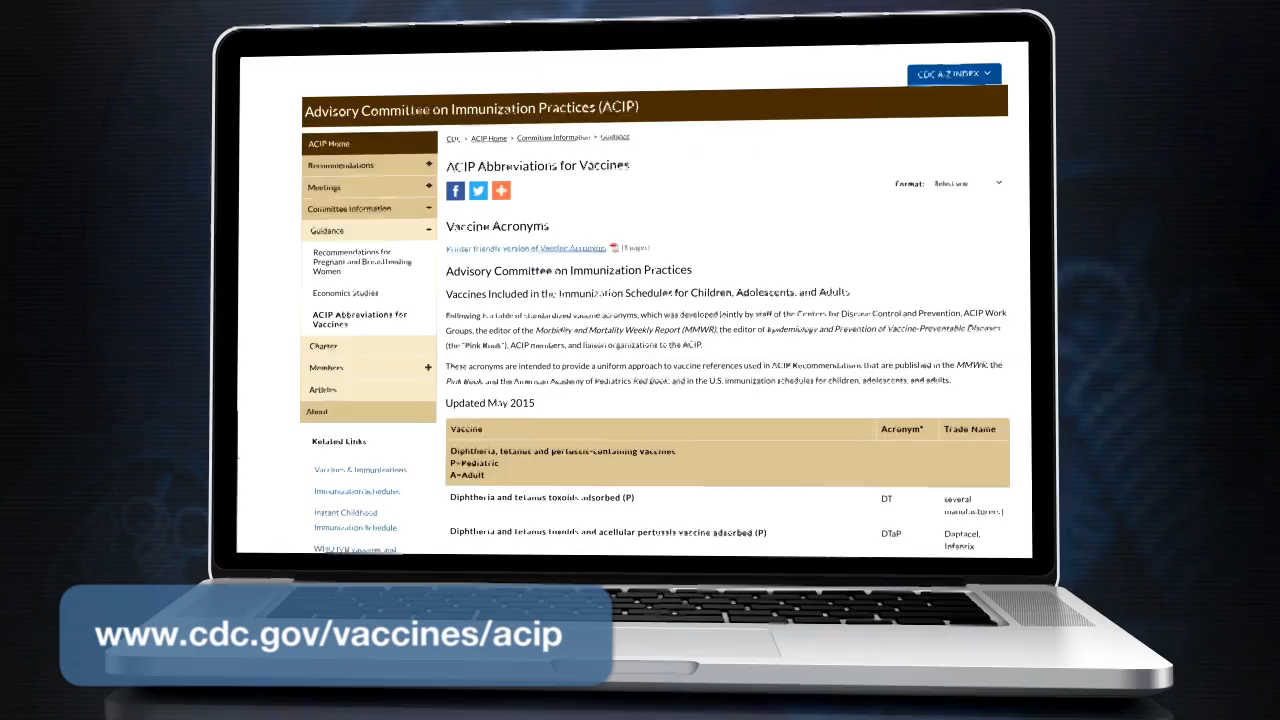 CDC A-Z INDEX
Advisory Committee on Immunization Practices (ACIP)
ACIP Home
Recommendations
Meetings
Committee Information
Guidance
Recommendations for
Pregnant and Breastfeeding
Women
Economics Studies
ACIP Abbreviations for
Vaccines
Charter
Members
Articles
About
Related Links
Vaccines & Immunizations
Immunization Schedules
Instant Childhood
Immunization Schedule
CDC > ACIP Home > Committee Information > Guidance
ACIP Abbreviations for Vaccines
Format: Select one
Vaccine Acronyms
Printer friendly version of Vaccine Acronyms (3 pages)
Advisory Committee on Immunization Practices
Vaccines Included in the Immunization Schedules for Children, Adolescents, and Adults
Following is a table of standardized vaccine acronyms, which was developed jointly by staff of the Centers for Disease Control and Prevention, ACIP Work
Groups, the editor of the Morbidity and Mortality Weekly Report (MMWR), the editor of Epidemiology and Prevention of Vaccine-Preventable Diseases
(the "Pink Book"), ACIP members, and liaison organizations to the ACIP.
These acronyms are intended to provide a uniform approach to vaccine references used in ACIP Recommendations that are published in the MMWR, the
Pink Book and the American Academy of Pediatrics Red Book, and in the U.S. immunization schedules for children, adolescents, and adults.
Updated May 2015
Vaccine Acronym* Trade Name
Diphtheria, tetanus and pertussis-containing vaccines
P=Pediatric
A=Adult
Diphtheria and tetanus toxoids adsorbed (P) DT several
manufacturers)
Diphtheria and tetanus toxoids and acellular pertussis vaccine adsorbed (P) DTaP Daptacel,
Infanrix
www.cdc.gov/vaccines/acip